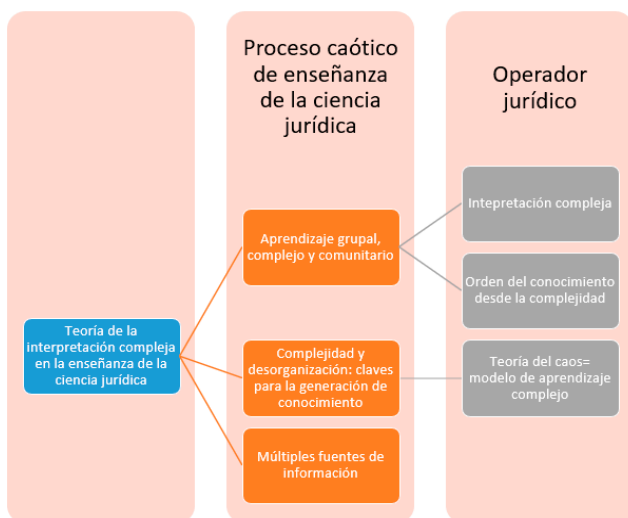 Proceso caótico
de enseñanza
de la ciencia
jurídica
Operador
jurídico
Teoría de la
interpretación compleja
en la enseñanza de la
ciencia jurídica
Aprendizaje grupal,
complejo y comunitario
Complejidad y
desorganización: claves
para la generación de
conocimiento
Múltiples fuentes de
información
Intepretación compleja
Orden del conocimiento
desde la complejidad
Teoría del caos=
modelo de aprendizaje
complejo